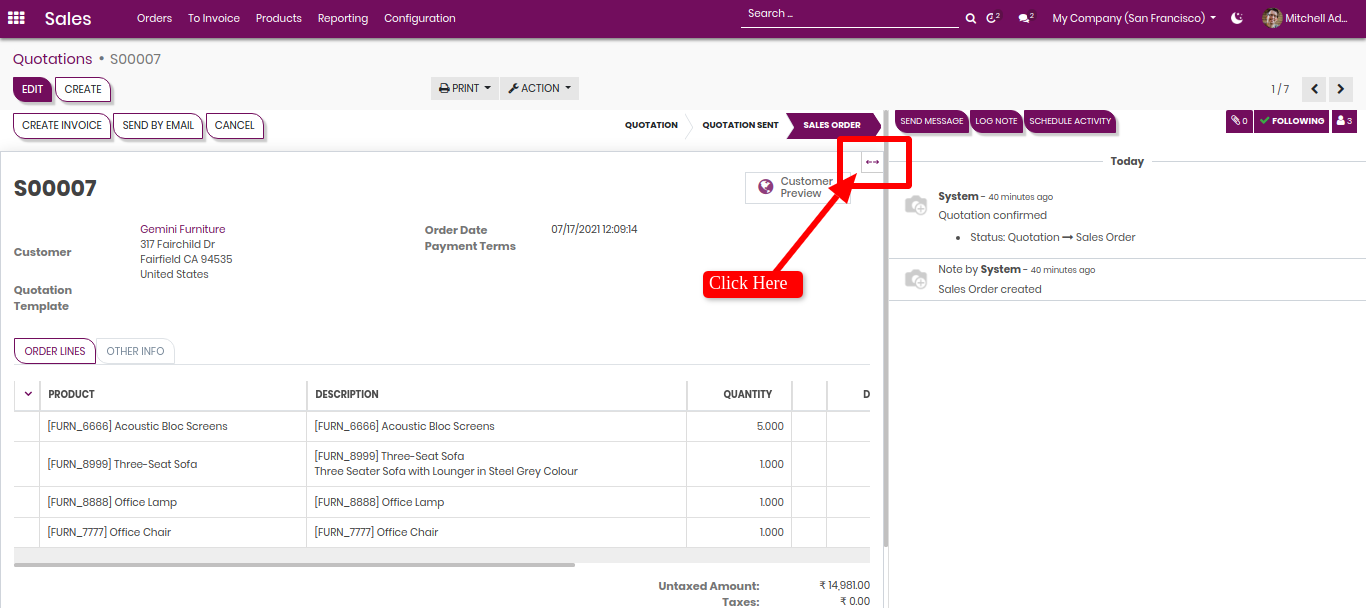 Sales Orders To Invoice Products Reporting Configuration Search ... 2 2 My Company (San Francisco) Mitchell Ad...
Quotations • S00007
EDIT CREATE PRINT ACTION 1 / 7
CREATE INVOICE SEND BY EMAIL CANCEL QUOTATION QUOTATION SENT SALES ORDER SEND MESSAGE LOG NOTE SCHEDULE ACTIVITY 0 FOLLOWING 3
Today
S00007
Customer
Preview
Click Here
Customer
Gemini Furniture
317 Fairchild Dr
Fairfield CA 94535
United States
Order Date 07/17/2021 12:09:14
Payment Terms
Quotation
Template
System - 40 minutes ago
Quotation confirmed
• Status: Quotation ➞ Sales Order
Note by System - 40 minutes ago
Sales Order created
ORDER LINES OTHER INFO
PRODUCT DESCRIPTION QUANTITY D
[FURN_6666] Acoustic Bloc Screens [FURN_6666] Acoustic Bloc Screens 5.000
[FURN_8999] Three-Seat Sofa [FURN_8999] Three-Seat Sofa 1.000
Three Seater Sofa with Lounger in Steel Grey Colour
[FURN_8888] Office Lamp [FURN_8888] Office Lamp 1.000
[FURN_7777] Office Chair [FURN_7777] Office Chair 1.000
Untaxed Amount: ₹ 14,981.00
Taxes: ₹ 0.00